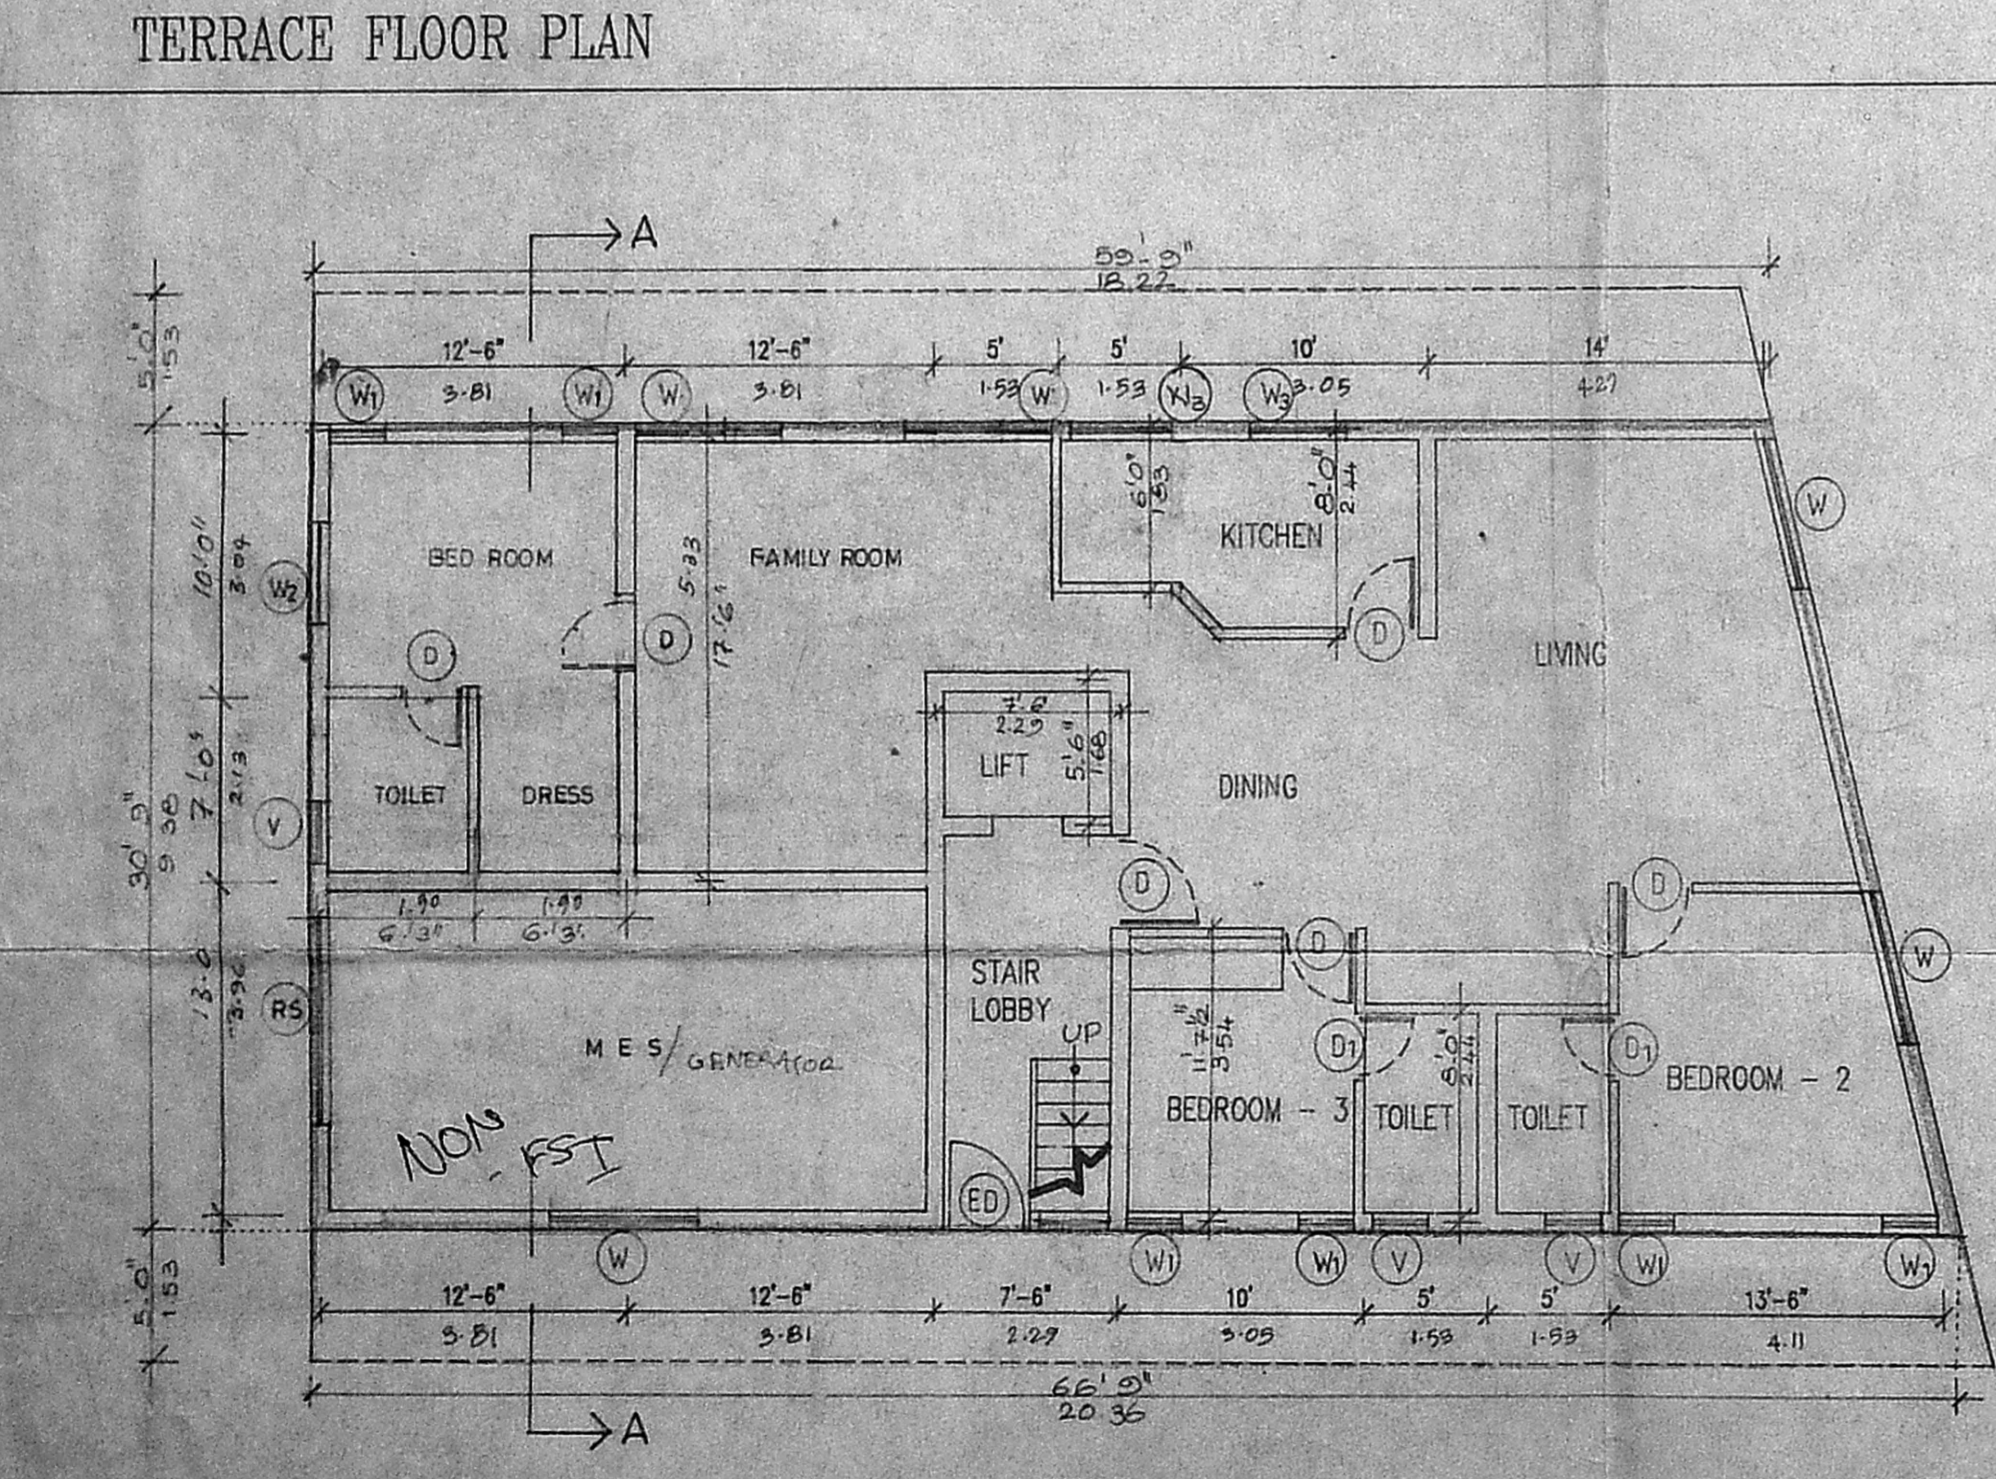 TERRACE FLOOR PLAN
A
59'-9"
18.22
12'-6" 12'-6" 5' 5' 10' 14'
3.81 3.81 1.53 1.53 3.05 4.27
W1 W1 W W W3 W3
5'.0"
1.53
10'.0"
3.04
6'.0"
1.83
8'-0"
2.44
W
KITCHEN
BED ROOM
FAMILY ROOM
5.33
17'.6"
W2
D
D
D
LIVING
7'.6"
2.29
LIFT
5'.6"
1.68
DINING
TOILET
DRESS
7'.0"
2.13
V
30'.9"
9.38
D
D
1.90 1.90
6'.3" 6'.3"
D
W
STAIR
LOBBY
13.0
3.96
RS
UP
M E S/ GENERATOR
11'.7½"
3.54
D1
8'.0"
2.44
D1
BEDROOM - 2
BEDROOM - 3
TOILET
TOILET
NON
- FSI
ED
W W1 W1 V V W1 W1
5'.0"
1.53
12'-6" 12'-6" 7'-6" 10' 5' 5' 13'-6"
3.81 3.81 2.29 3.05 1.53 1.53 4.11
66'9"
20.36
A